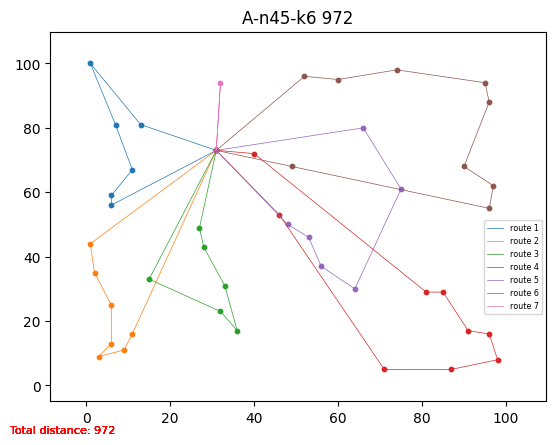 A-n45-k6 972
100
80
60
40
20
0
route 1
route 2
route 3
route 4
route 5
route 6
route 7
0 20 40 60 80 100
Total distance: 972